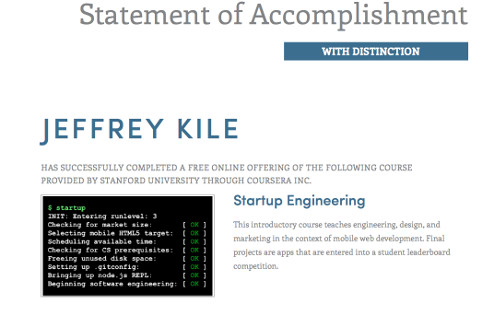 Statement of Accomplishment
WITH DISTINCTION
JEFFREY KILE
HAS SUCCESSFULLY COMPLETED A FREE ONLINE OFFERING OF THE FOLLOWING COURSE
PROVIDED BY STANFORD UNIVERSITY THROUGH COURSERA INC.
$ startup
INIT: Entering runlevel: 3
Checking for market size: [ OK ]
Selecting mobile HTML5 target: [ OK ]
Scheduling available time: [ OK ]
Checking for CS prerequisites: [ OK ]
Freeing unused disk space: [ OK ]
Setting up .gitconfig: [ OK ]
Bringing up node.js REPL: [ OK ]
Beginning software engineering: [ OK ]
Startup Engineering
This introductory course teaches engineering, design, and
marketing in the context of mobile web development. Final
projects are apps that are entered into a student leaderboard
competition.